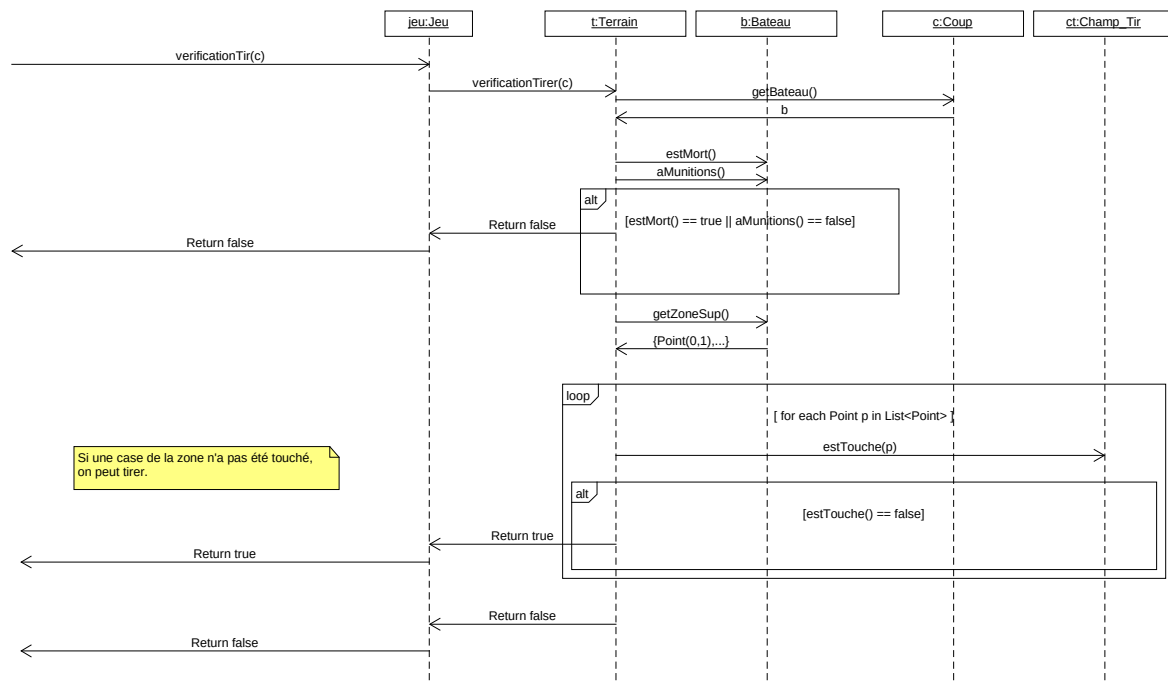 jeu:Jeu
t:Terrain
b:Bateau
c:Coup
ct:Champ_Tir
verificationTir(c)
verificationTirer(c)
getBateau()
b
estMort()
aMunitions()
alt
[estMort() == true || aMunitions() == false]
Return false
Return false
getZoneSup()
{Point(0,1),...}
loop
[ for each Point p in List<Point> ]
estTouche(p)
Si une case de la zone n'a pas été touché,
on peut tirer.
alt
[estTouche() == false]
Return true
Return true
Return false
Return false